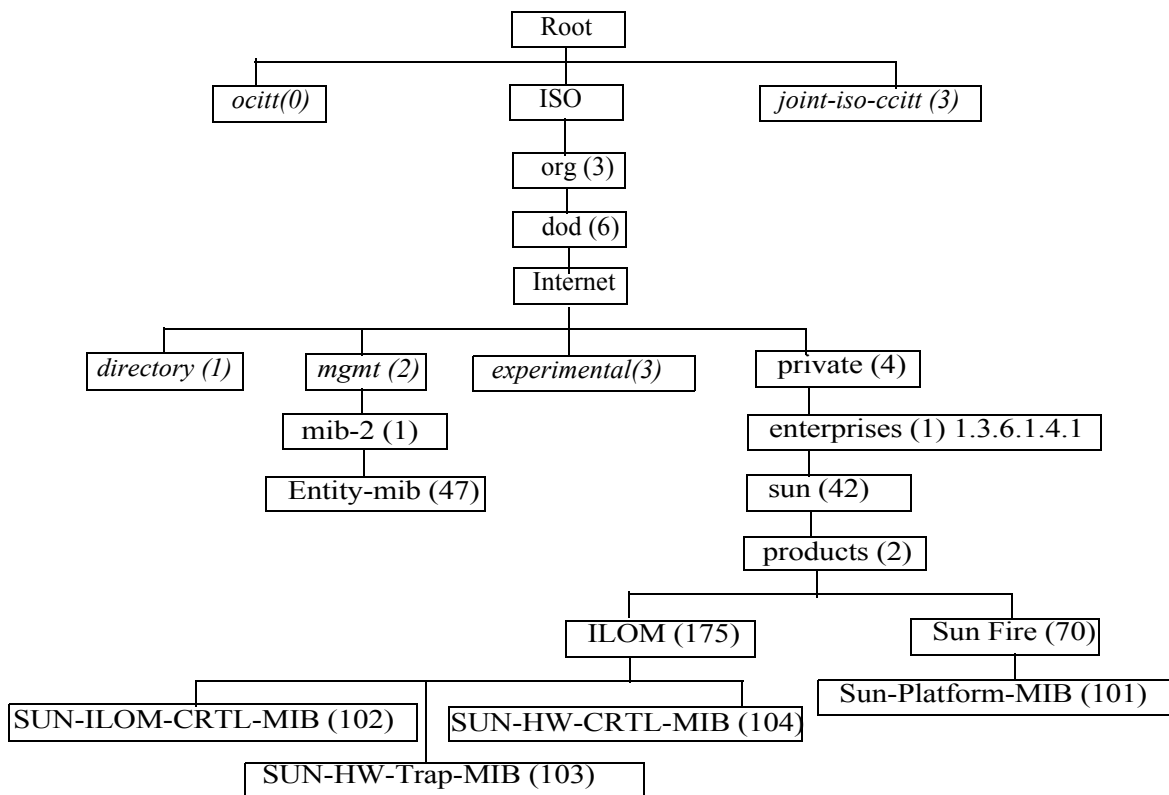 Root
ocitt(0)
ISO
joint-iso-ccitt (3)
org (3)
dod (6)
Internet
directory (1)
mgmt (2)
experimental(3)
private (4)
mib-2 (1)
enterprises (1) 1.3.6.1.4.1
Entity-mib (47)
sun (42)
products (2)
ILOM (175)
Sun Fire (70)
SUN-ILOM-CRTL-MIB (102)
SUN-HW-CRTL-MIB (104)
Sun-Platform-MIB (101)
SUN-HW-Trap-MIB (103)